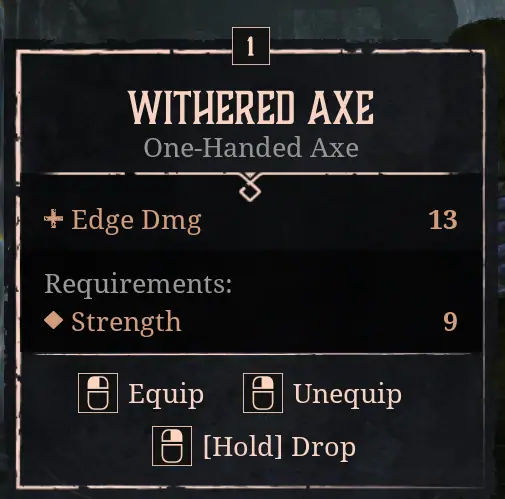 1
WITHERED AXE
One-Handed Axe
Edge Dmg 13
Requirements:
Strength 9
Equip Unequip
[Hold] Drop